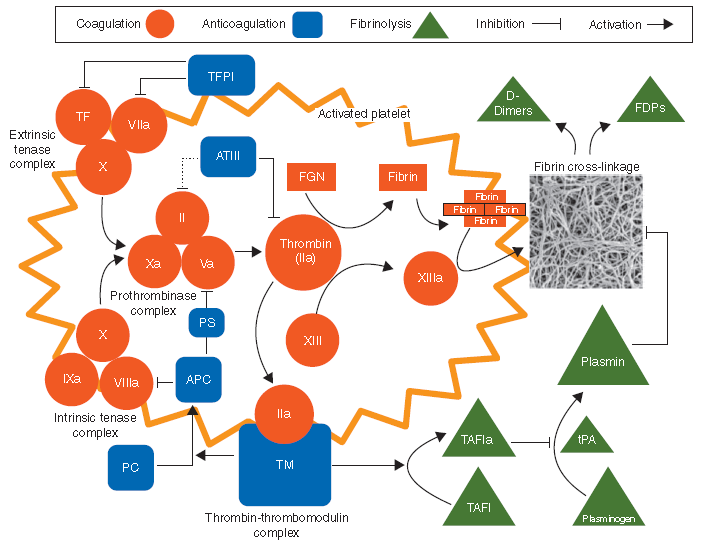 Coagulation
Anticoagulation
Fibrinolysis
Inhibition
Activation
TFPI
TF
VIIa
Extrinsic
tenase
complex
X
Activated platelet
D-
Dimers
FDPs
Fibrin cross-linkage
ATIII
FGN
Fibrin
Fibrin
Fibrin
Fibrin
Fibrin
II
Xa
Va
Thrombin
(IIa)
XIIIa
Prothrombinase
complex
PS
XIII
X
IXa
VIIIa
APC
Intrinsic tenase
complex
Plasmin
IIa
TM
PC
TAFIa
tPA
TAFI
Plasminogen
Thrombin-thrombomodulin
complex